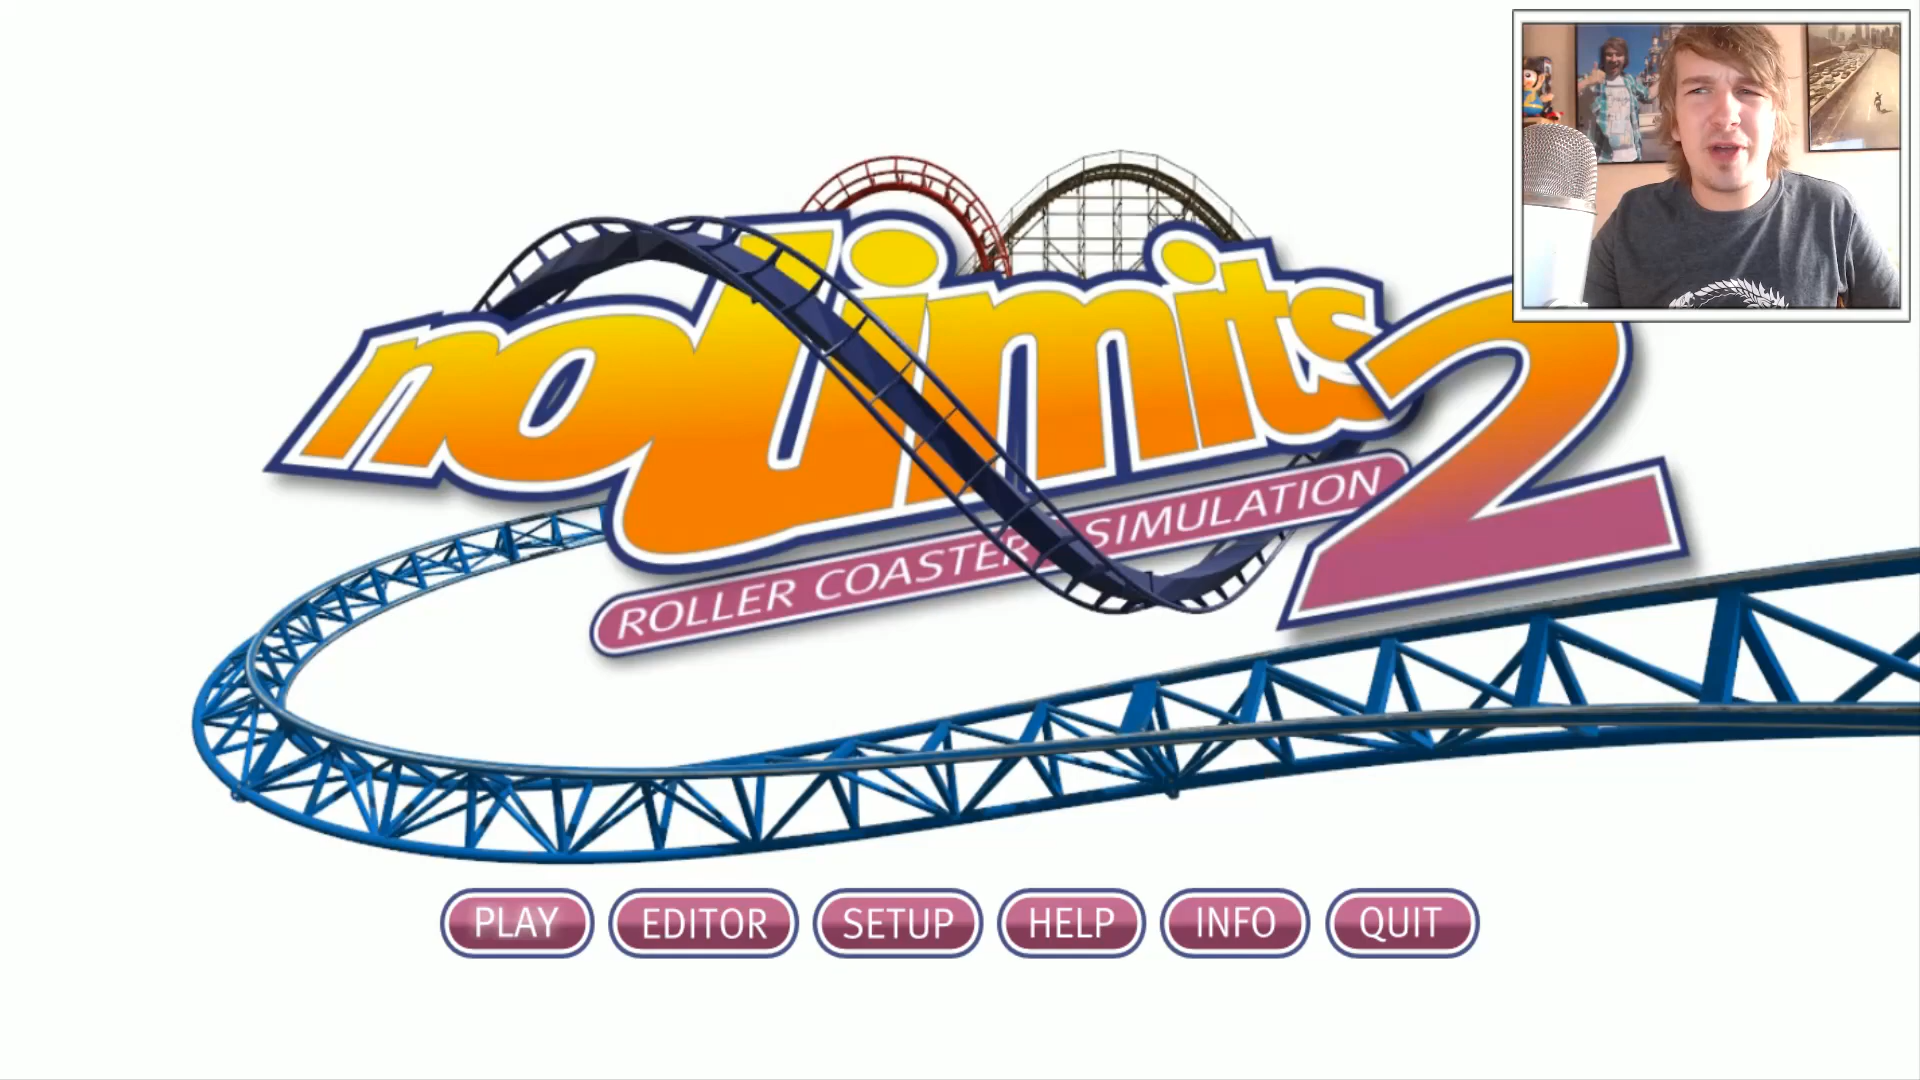 noLimits 2
ROLLER COASTER SIMULATION
PLAY
EDITOR
SETUP
HELP
INFO
QUIT